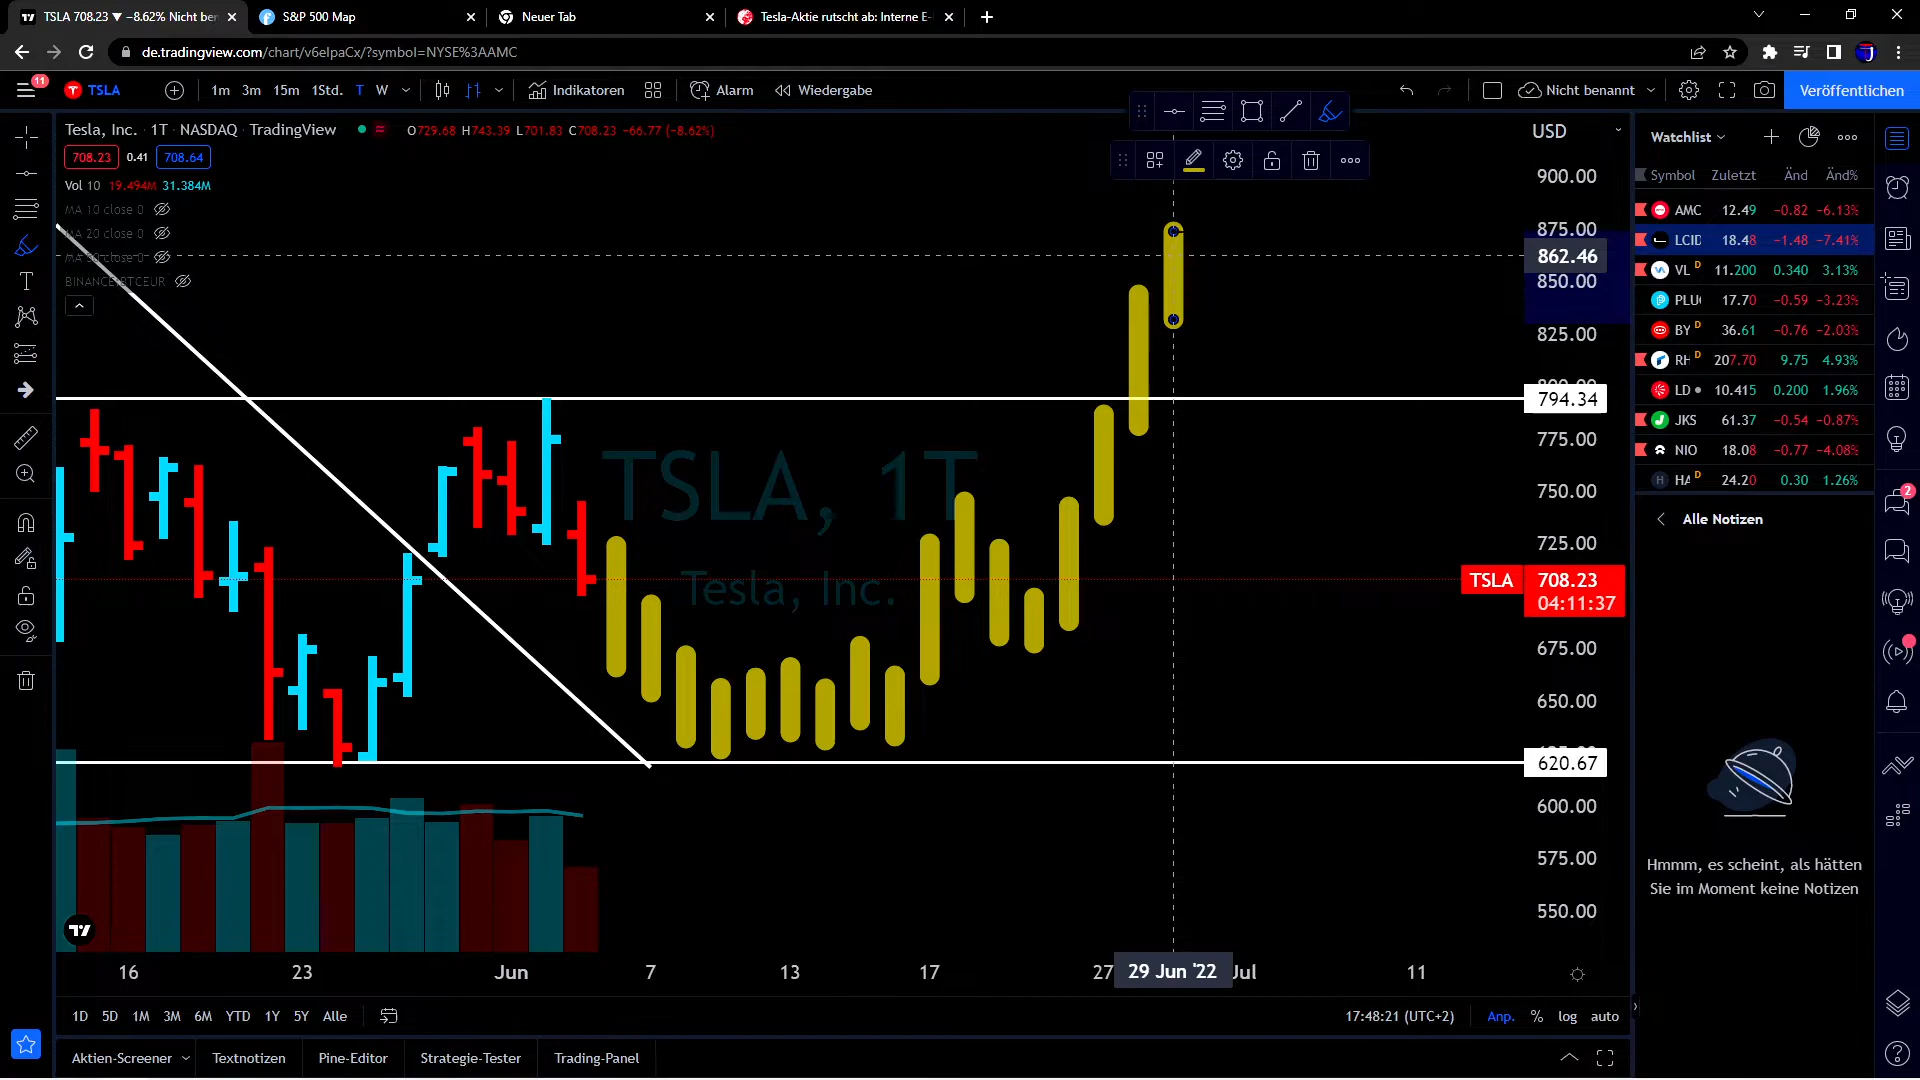 TSLA 708.23 ▼ −8.62% Nicht ben
S&P 500 Map
Neuer Tab
Tesla-Aktie rutscht ab: Interne E-
de.tradingview.com/chart/v6elpaCx/?symbol=NYSE%3AAMC
11
TSLA
1m 3m 15m 1Std. T W
Indikatoren
Alarm
Wiedergabe
Nicht benannt
Veröffentlichen
Tesla, Inc. · 1T · NASDAQ · TradingView
O729.68 H743.39 L701.83 C708.23 −66.77 (−8.62%)
708.23 0.41 708.64
Vol 10 19.494M 31.384M
MA 10 close 0
MA 20 close 0
BTCEUR
TSLA, 1T
Tesla, Inc.
USD
900.00
875.00
862.46
850.00
825.00
794.34
775.00
750.00
725.00
TSLA 708.23
04:11:37
675.00
650.00
620.67
600.00
575.00
550.00
16 23 Jun 7 13 17 27 29 Jun '22 Jul 11
1D 5D 1M 3M 6M YTD 1Y 5Y Alle
17:48:21 (UTC+2)
Anp. % log auto
Aktien-Screener
Textnotizen
Pine-Editor
Strategie-Tester
Trading-Panel
Watchlist
Symbol Zuletzt Änd Änd%
AMC 12.49 −0.82 −6.13%
LCID 18.48 −1.48 −7.41%
VL D 11.200 0.340 3.13%
PLU 17.70 −0.59 −3.23%
BY D 36.61 −0.76 −2.03%
RH D 207.70 9.75 4.93%
LD 10.415 0.200 1.96%
JKS 61.37 −0.54 −0.87%
NIO 18.08 −0.77 −4.08%
HA D 24.20 0.30 1.26%
Alle Notizen
Hmmm, es scheint, als hätten
Sie im Moment keine Notizen
2